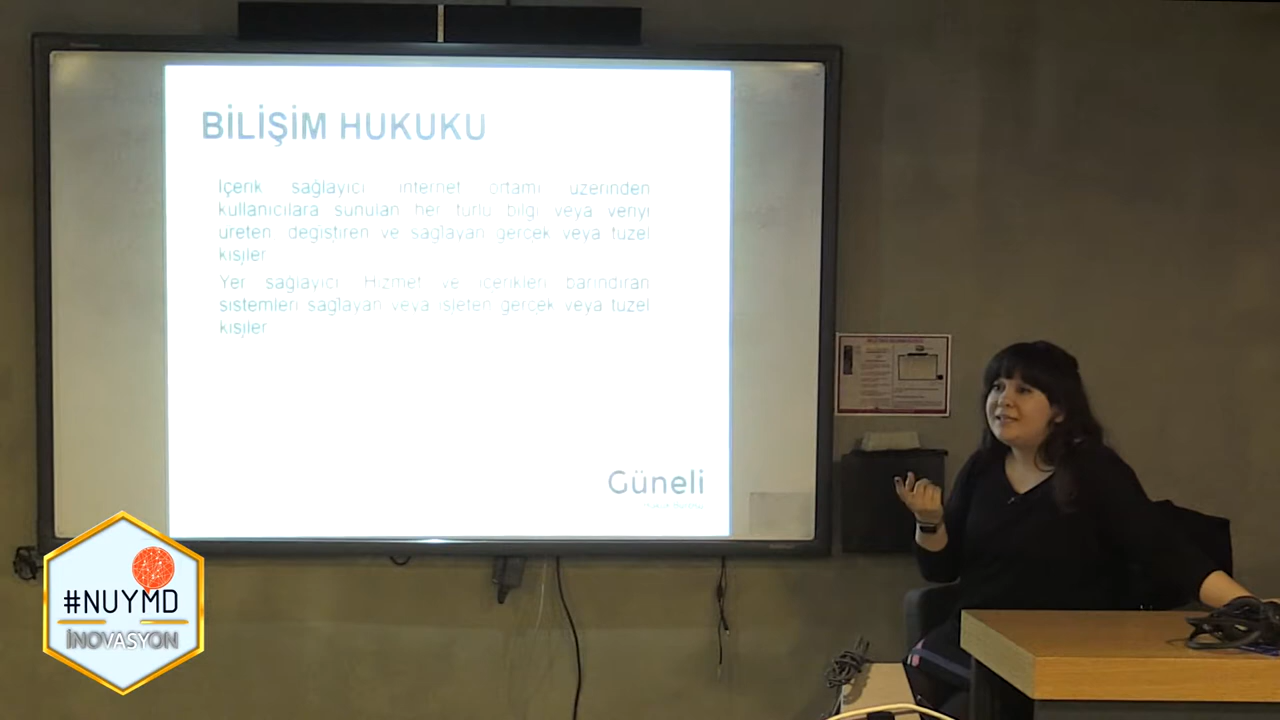 BİLİŞİM HUKUKU
İçerik sağlayıcı internet ortamı üzerinden
kullanıcılara sunulan her türlü bilgi veya veriyi
üreten değiştiren ve sağlayan gerçek veya tüzel
kişiler
Yer sağlayıcı Hizmet ve içerikleri barındıran
sistemleri sağlayan veya işleten gerçek veya tüzel
kişiler
Güneli
#NUYMD
İNOVASYON